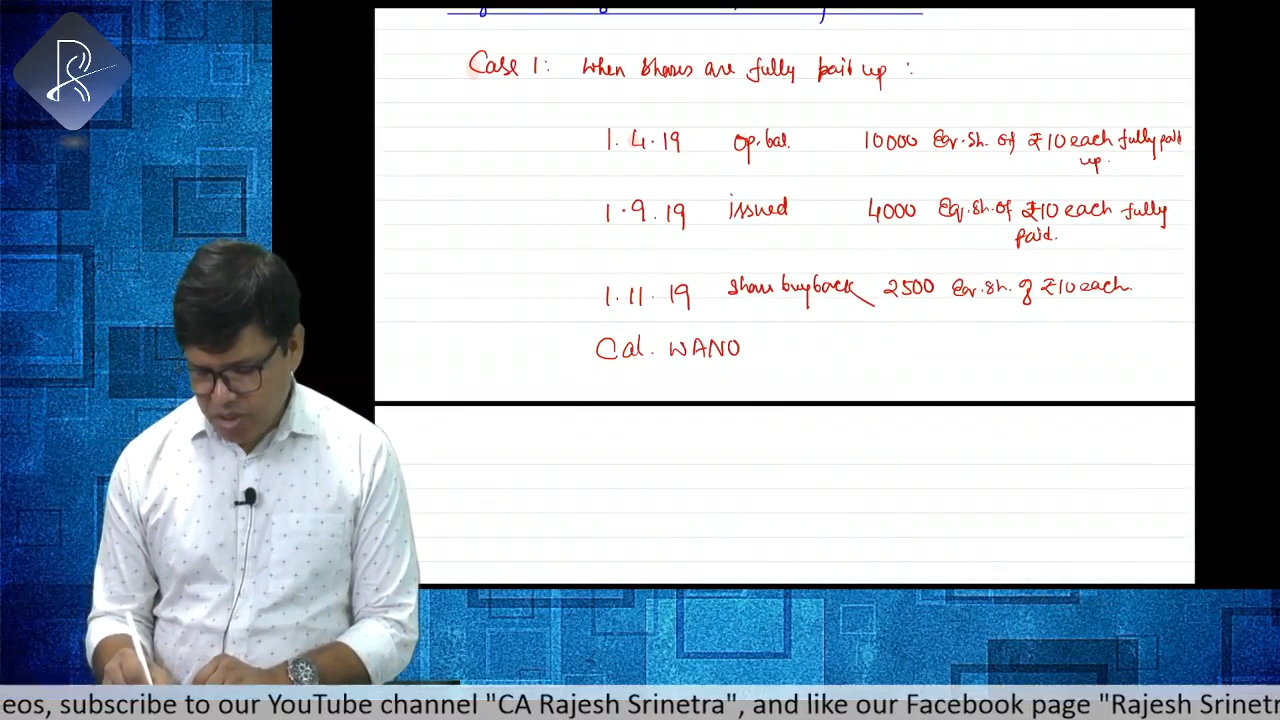 Case 1: When shares are fully paid up :
1.4.19 op.bal. 10000 Eq.Sh. of ₹10 each fully paid
up.
1.9.19 issued 4000 Eq.Sh.of ₹10 each fully
paid.
1.11.19 Share buyback 2500 Eq.Sh. of ₹10 each.
Cal. WANO
eos, subscribe to our YouTube channel "CA Rajesh Srinetra", and like our Facebook page "Rajesh Srinet